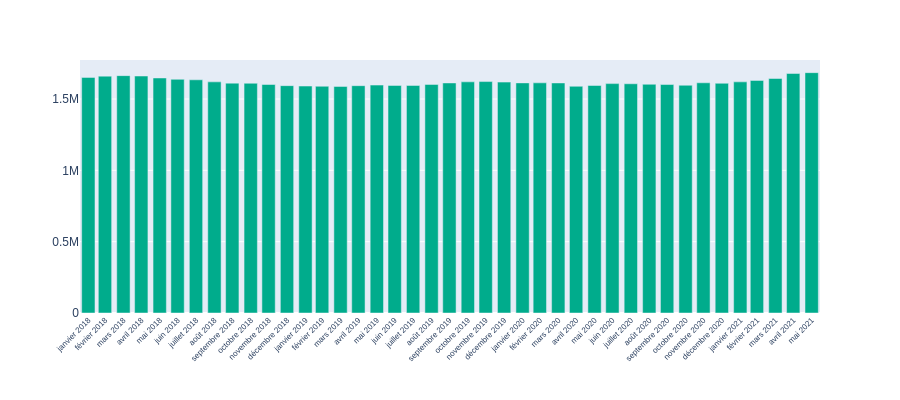 1.5M
1M
0.5M
0
janvier 2018
février 2018
mars 2018
avril 2018
mai 2018
juin 2018
juillet 2018
août 2018
septembre 2018
octobre 2018
novembre 2018
décembre 2018
janvier 2019
février 2019
mars 2019
avril 2019
mai 2019
juin 2019
juillet 2019
août 2019
septembre 2019
octobre 2019
novembre 2019
décembre 2019
janvier 2020
février 2020
mars 2020
avril 2020
mai 2020
juin 2020
juillet 2020
août 2020
septembre 2020
octobre 2020
novembre 2020
décembre 2020
janvier 2021
février 2021
mars 2021
avril 2021
mai 2021